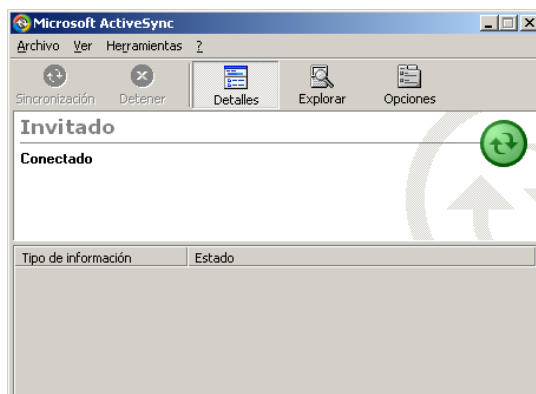 Microsoft ActiveSync
Archivo Ver Herramientas ?
Sincronización Detener Detalles Explorar Opciones
Invitado
Conectado
Tipo de información Estado